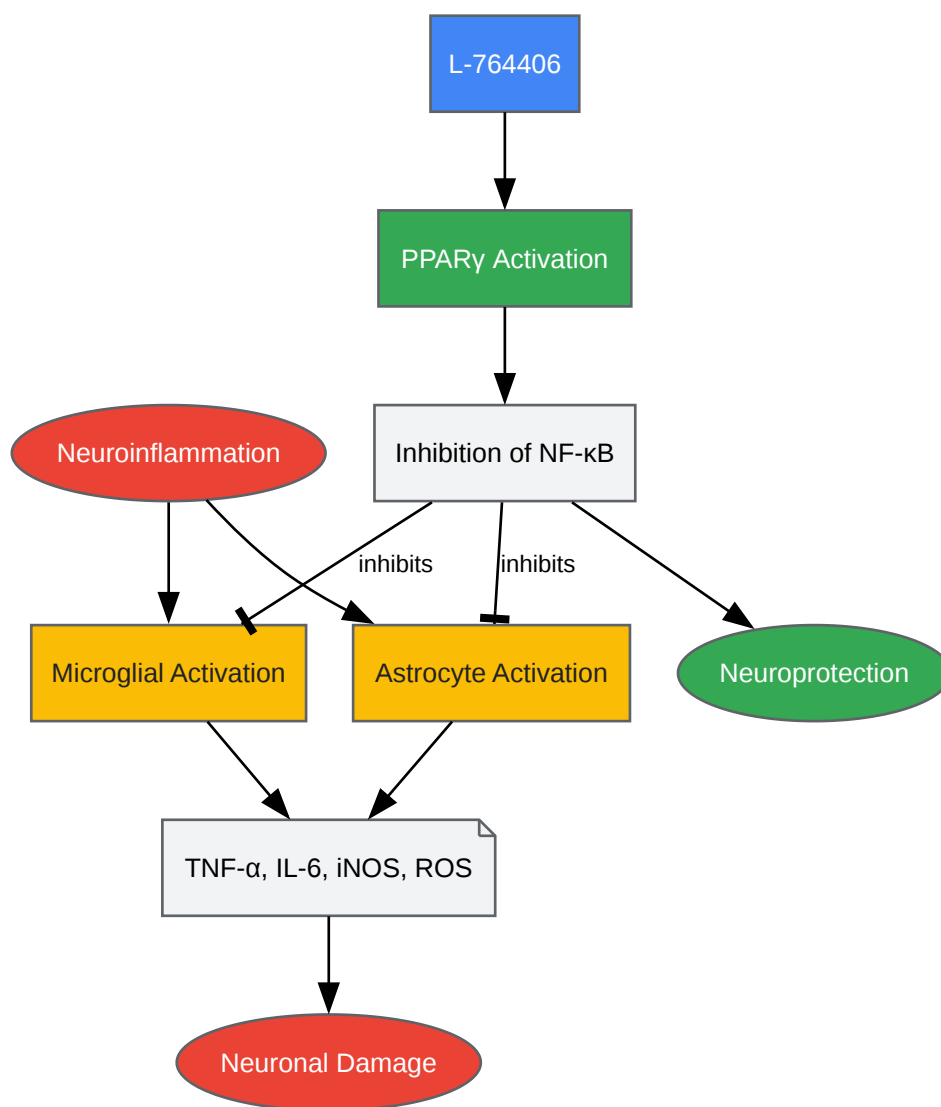 L-764406
PPARγ Activation
Neuroinflammation
Inhibition of NF-κB
inhibits
inhibits
Microglial Activation
Astrocyte Activation
Neuroprotection
TNF-α, IL-6, iNOS, ROS
Neuronal Damage